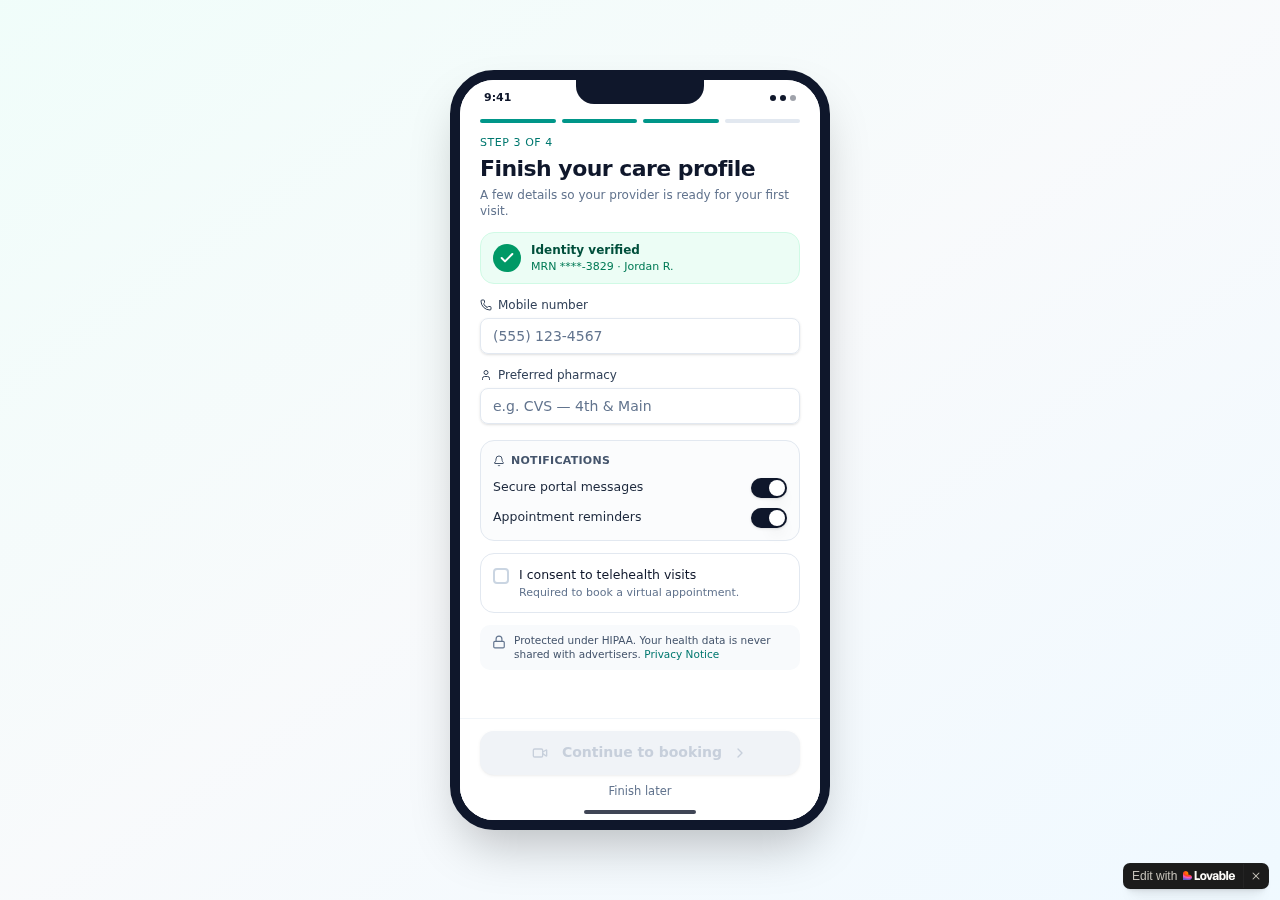 9:41
STEP 3 OF 4
Finish your care profile
A few details so your provider is ready for your first
visit.
Identity verified
MRN ****-3829 · Jordan R.
Mobile number
(555) 123-4567
Preferred pharmacy
e.g. CVS — 4th & Main
NOTIFICATIONS
Secure portal messages
Appointment reminders
I consent to telehealth visits
Required to book a virtual appointment.
Protected under HIPAA. Your health data is never
shared with advertisers. Privacy Notice
Continue to booking
Finish later
Edit with Lovable